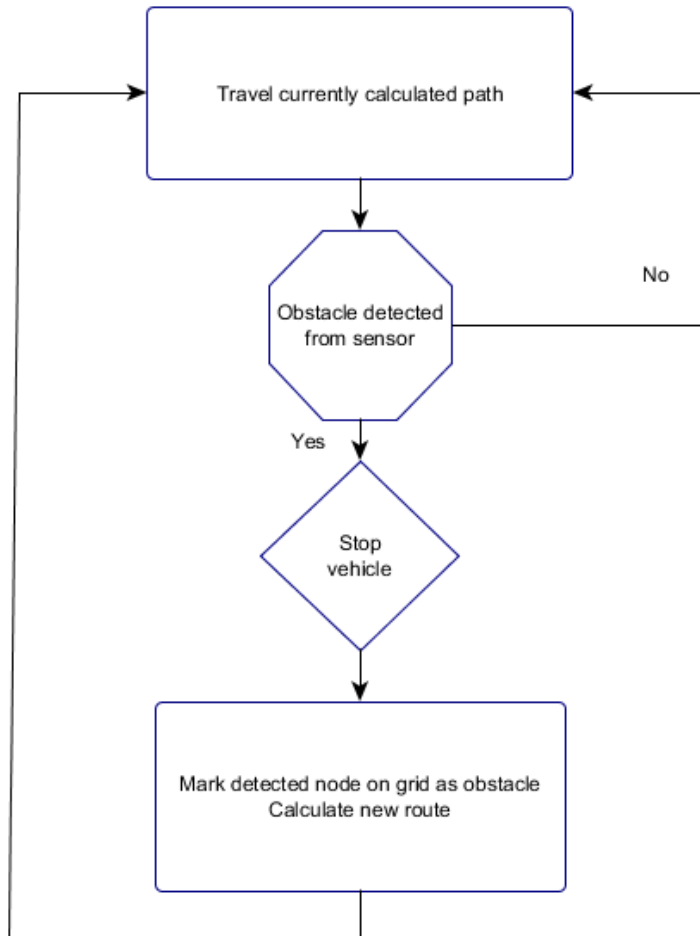 Travel currently calculated path
Obstacle detected
from sensor
No
Yes
Stop
vehicle
Mark detected node on grid as obstacle
Calculate new route